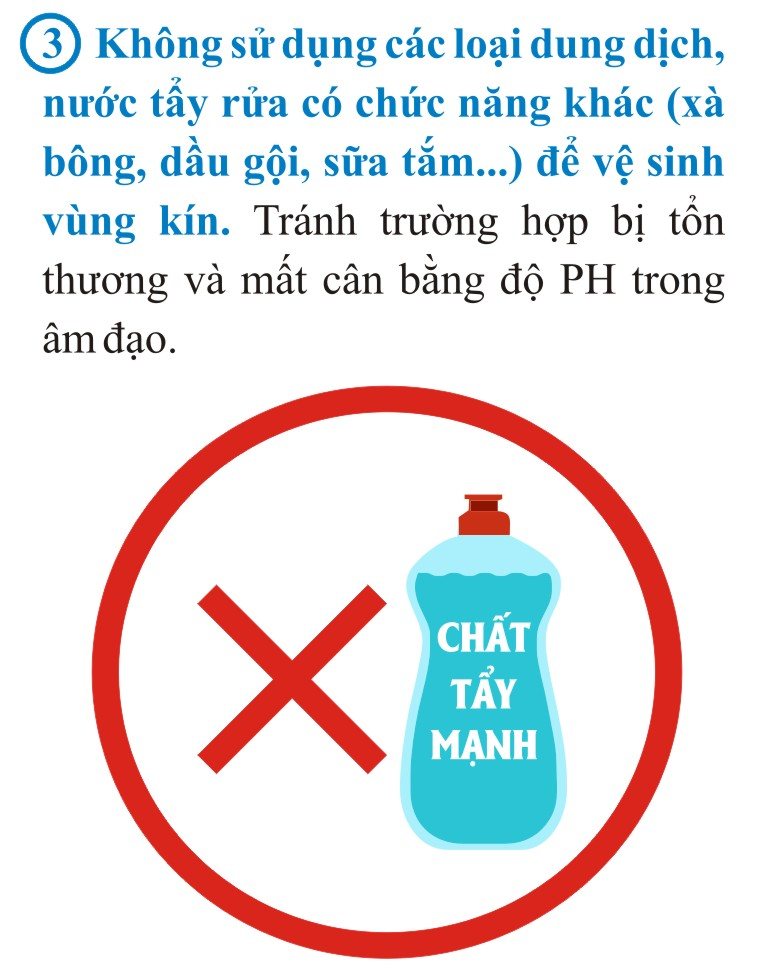 3 Không sử dụng các loại dung dịch,
nước tẩy rửa có chức năng khác (xà
bông, dầu gội, sữa tắm...) để vệ sinh
vùng kín. Tránh trường hợp bị tổn
thương và mất cân bằng độ PH trong
âm đạo.
CHẤT
TẨY
MẠNH